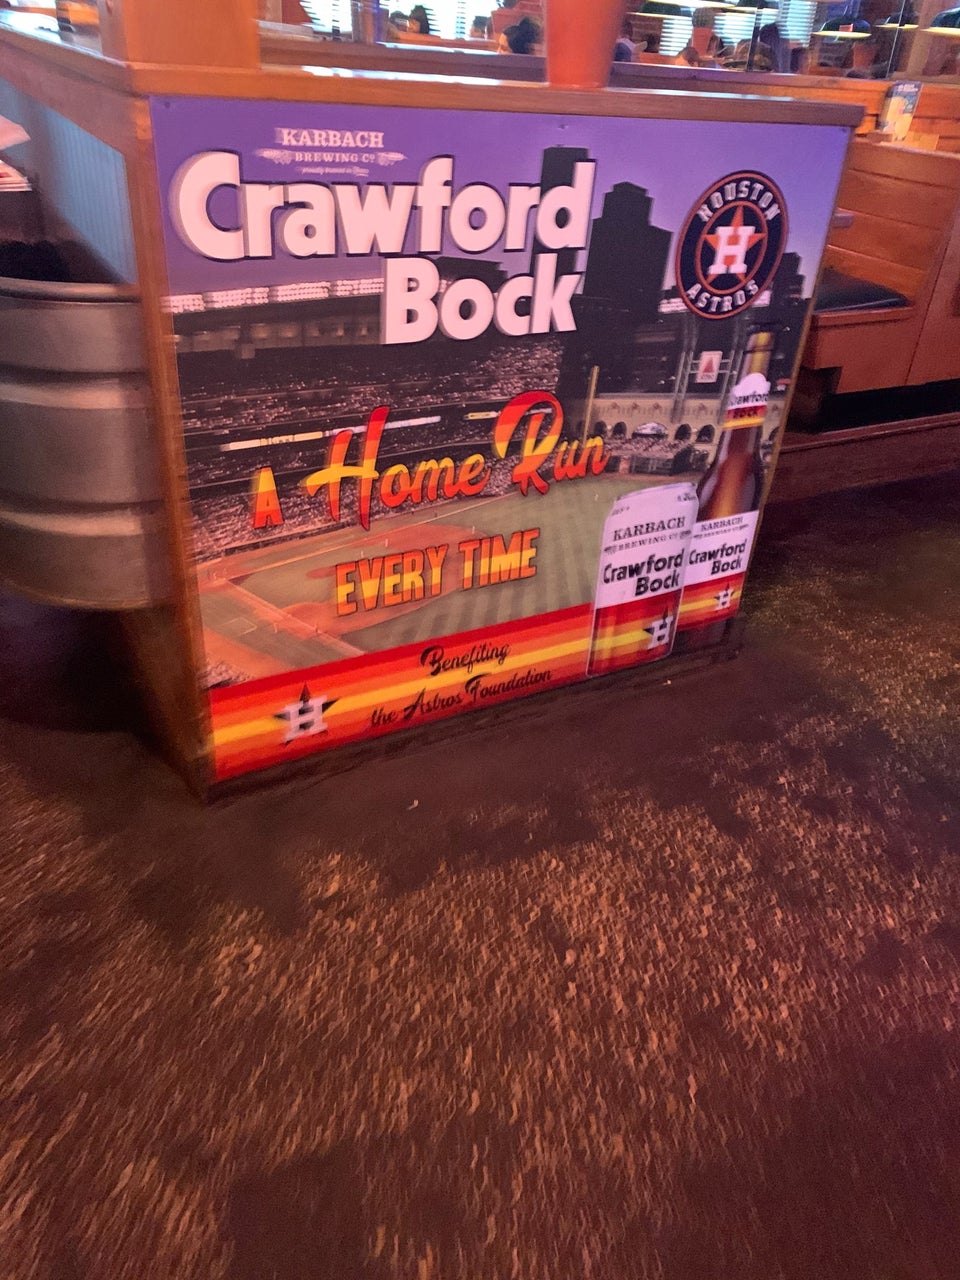 KARBACH
BREWING Cº
Crawford
Bock
HOUSTON
H
ASTROS
A Home Run
EVERY TIME
Crawford
Bock
KARBACH
BREWING Cº
Crawford
Bock
H
KARBACH
Crawford
Bock
H
Benefiting
the Astros Foundation
H